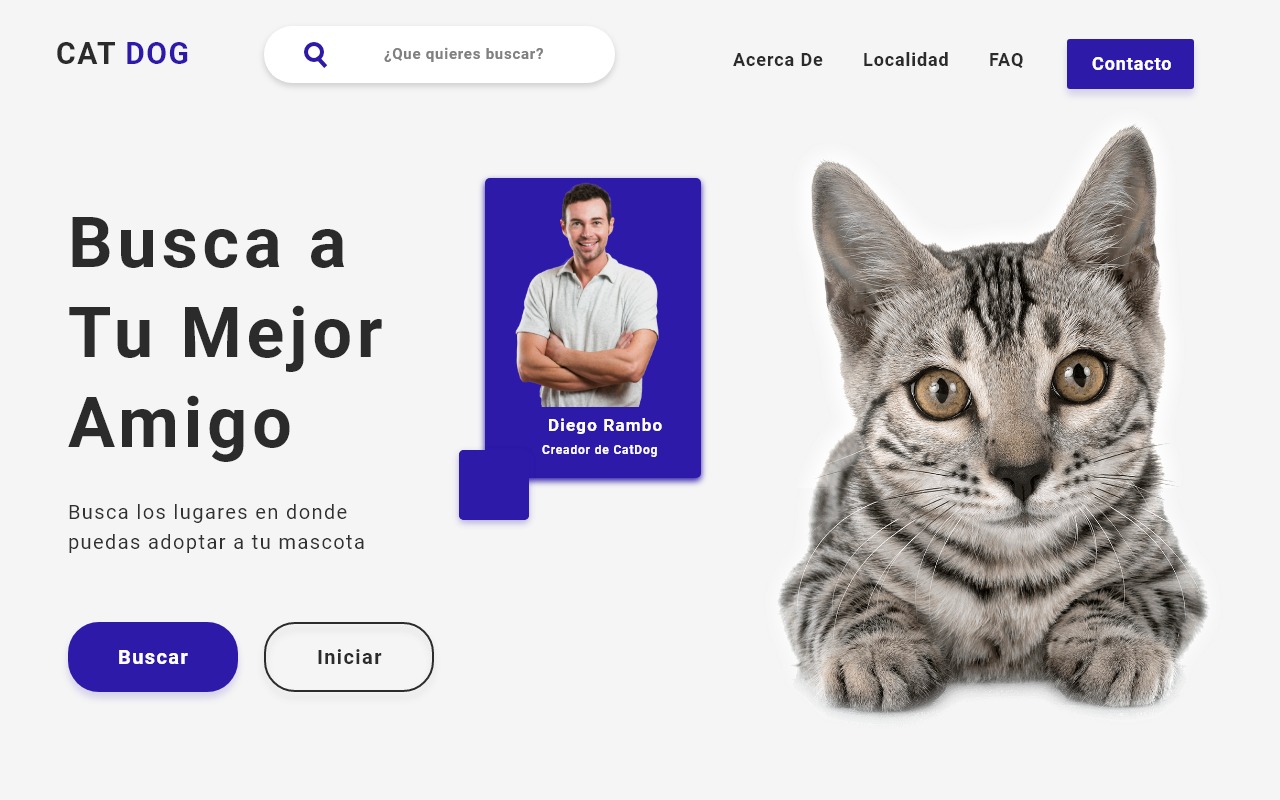 CAT DOG
¿Que quieres buscar?
Acerca De
Localidad
FAQ
Contacto
Busca a
Tu Mejor
Amigo
Busca los lugares en donde
puedas adoptar a tu mascota
Buscar
Iniciar
Diego Rambo
Creador de CatDog